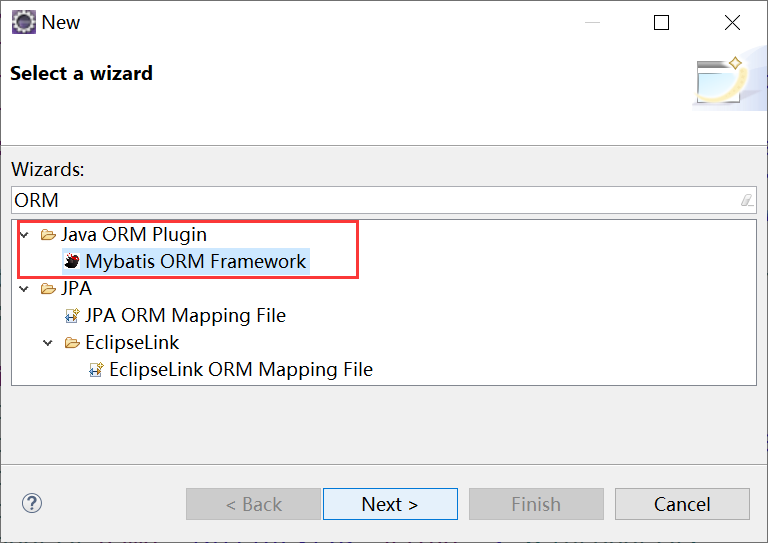 New
Select a wizard
Wizards:
ORM
Java ORM Plugin
Mybatis ORM Framework
JPA
JPA ORM Mapping File
EclipseLink
EclipseLink ORM Mapping File
?
< Back
Next >
Finish
Cancel